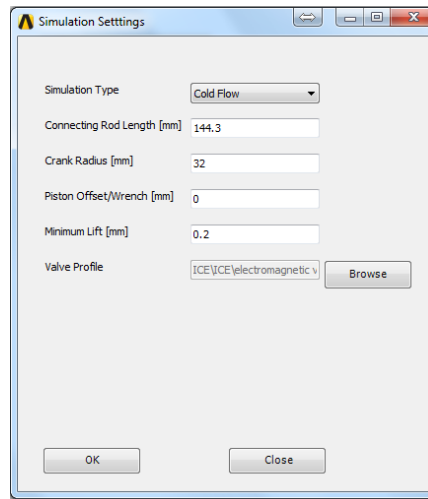 Simulation Setttings
Simulation Type Cold Flow
Connecting Rod Length [mm] 144.3
Crank Radius [mm] 32
Piston Offset/Wrench [mm] 0
Minimum Lift [mm] 0.2
Valve Profile ICE\ICE\electromagnetic v Browse
OK Close